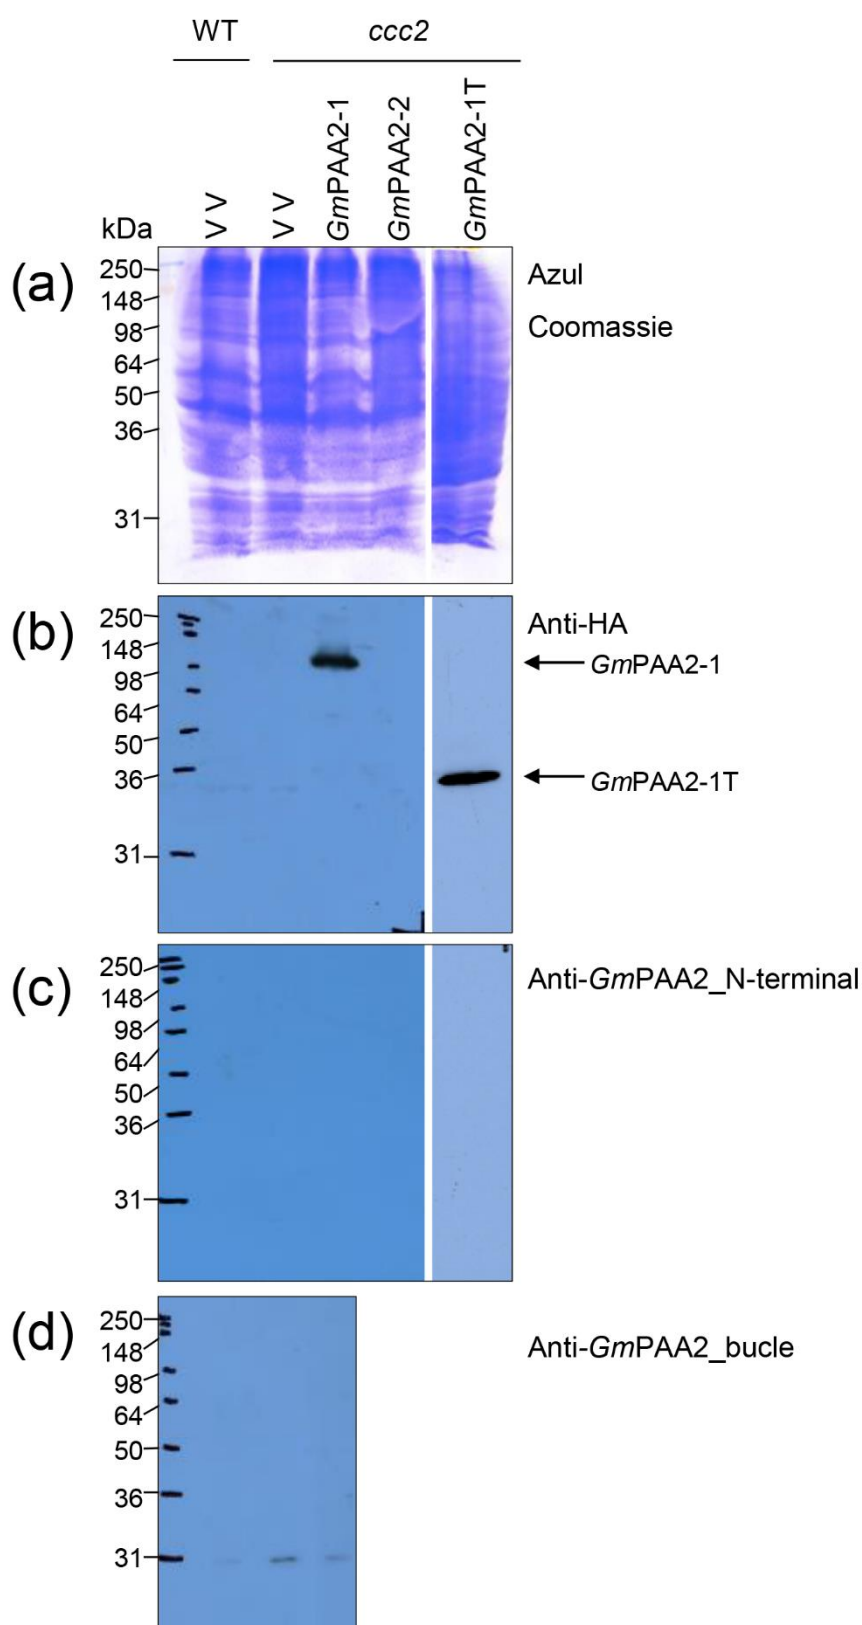 WT ccc2
V V
V V
GmPAA2-1
GmPAA2-2
GmPAA2-1T
kDa
(a)
250
148
98
64
50
36
31
Azul
Coomassie
(b)
250
148
98
64
50
36
31
Anti-HA
GmPAA2-1
GmPAA2-1T
(c)
250
148
98
64
50
36
31
Anti-GmPAA2_N-terminal
(d)
250
148
98
64
50
36
31
Anti-GmPAA2_bucle